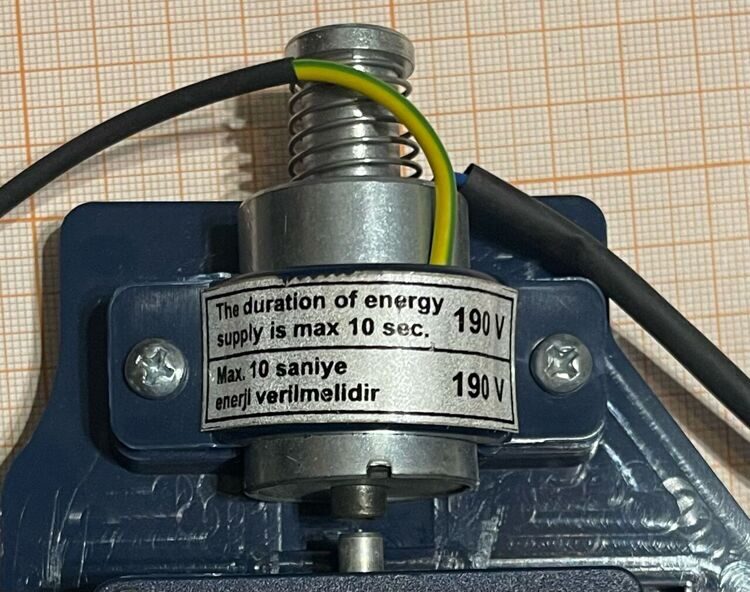 The duration of energy
supply is max 10 sec.
190 V
Max. 10 saniye
enerji verilmelidir
190 V